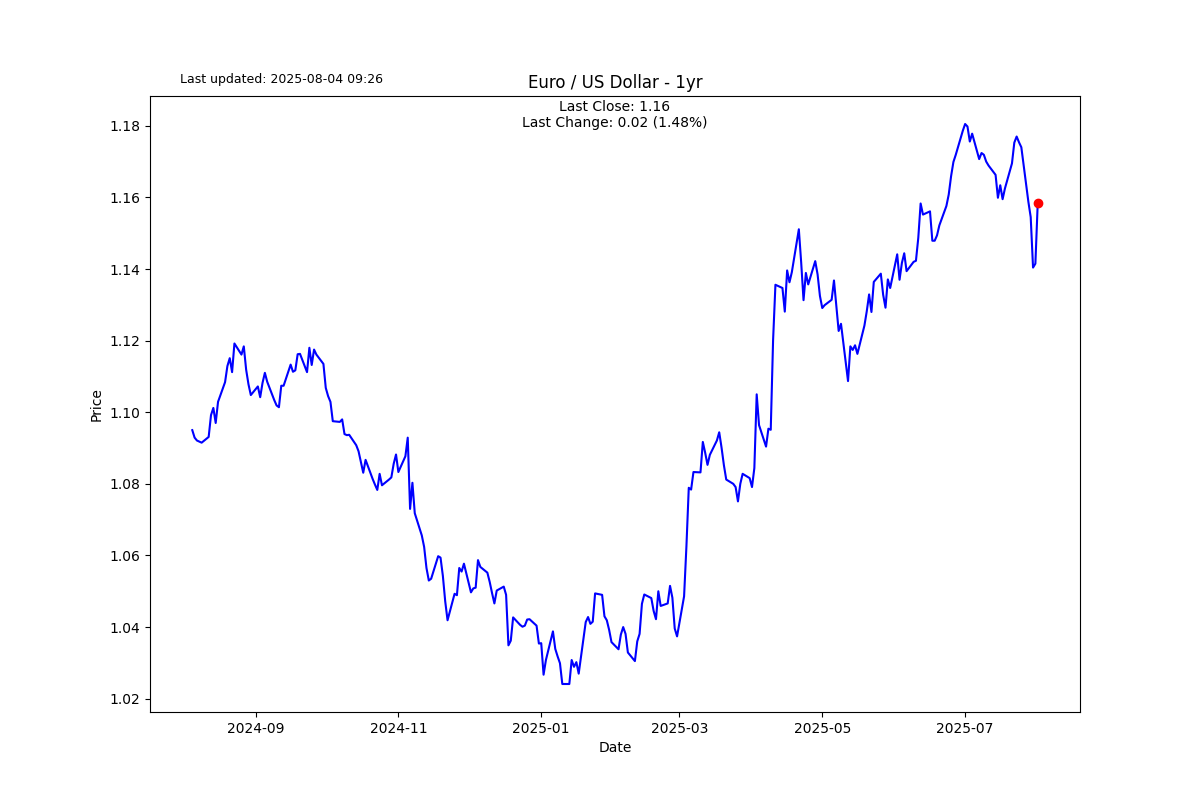 Last updated: 2025-08-04 09:26
Euro / US Dollar - 1yr
Last Close: 1.16
Last Change: 0.02 (1.48%)
Price
1.18
1.16
1.14
1.12
1.10
1.08
1.06
1.04
1.02
2024-09
2024-11
2025-01
2025-03
2025-05
2025-07
Date